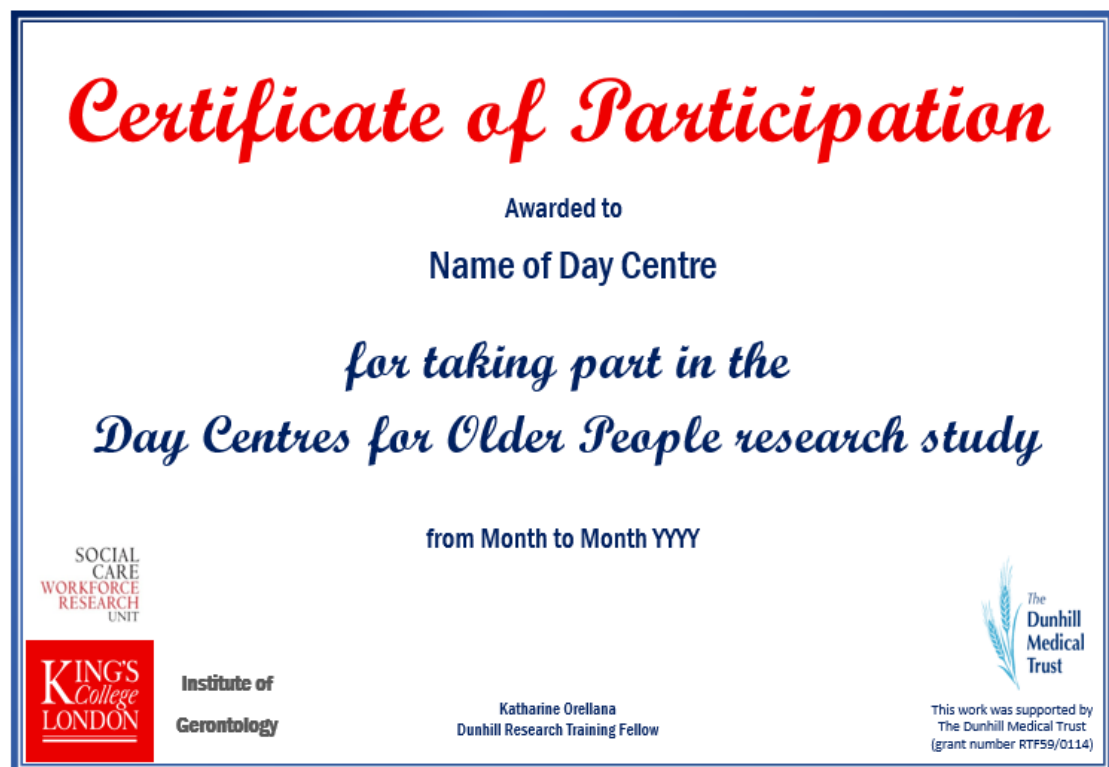 Certificate of Participation
Awarded to
Name of Day Centre
for taking part in the
Day Centres for Older People research study
from Month to Month YYYY
SOCIAL
CARE
WORKFORCE
RESEARCH
UNIT
KING'S
College
LONDON
Institute of
Gerontology
Katharine Orellana
Dunhill Research Training Fellow
The
Dunhill
Medical
Trust
This work was supported by
The Dunhill Medical Trust
(grant number RTF59/0114)